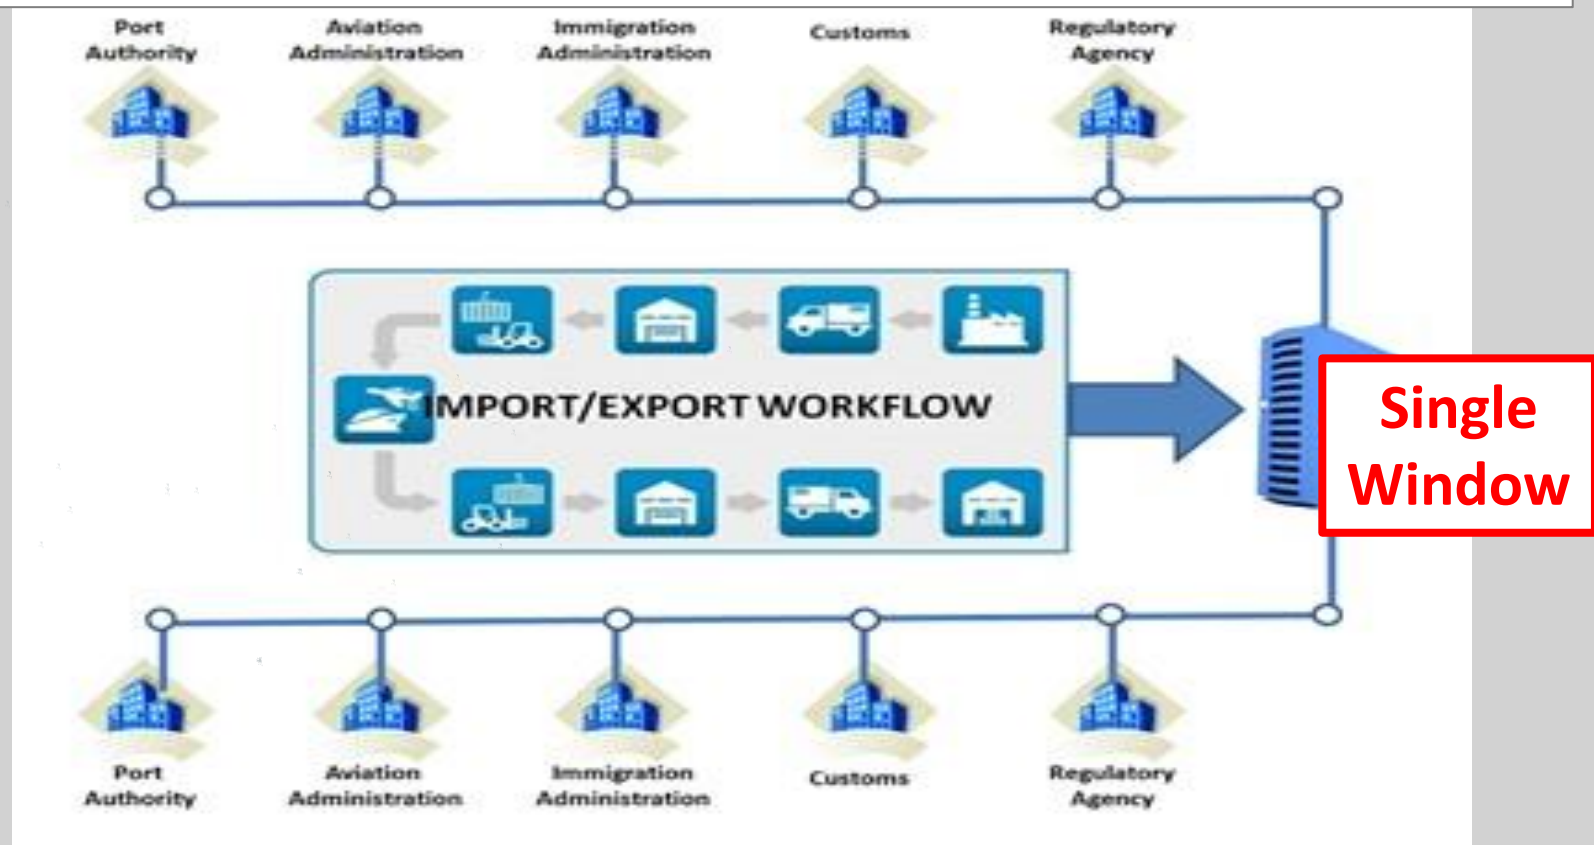 Port
Authority
Aviation
Administration
Immigration
Administration
Customs
Regulatory
Agency
IMPORT/EXPORT WORKFLOW
Single
Window
Port
Authority
Aviation
Administration
Immigration
Administration
Customs
Regulatory
Agency